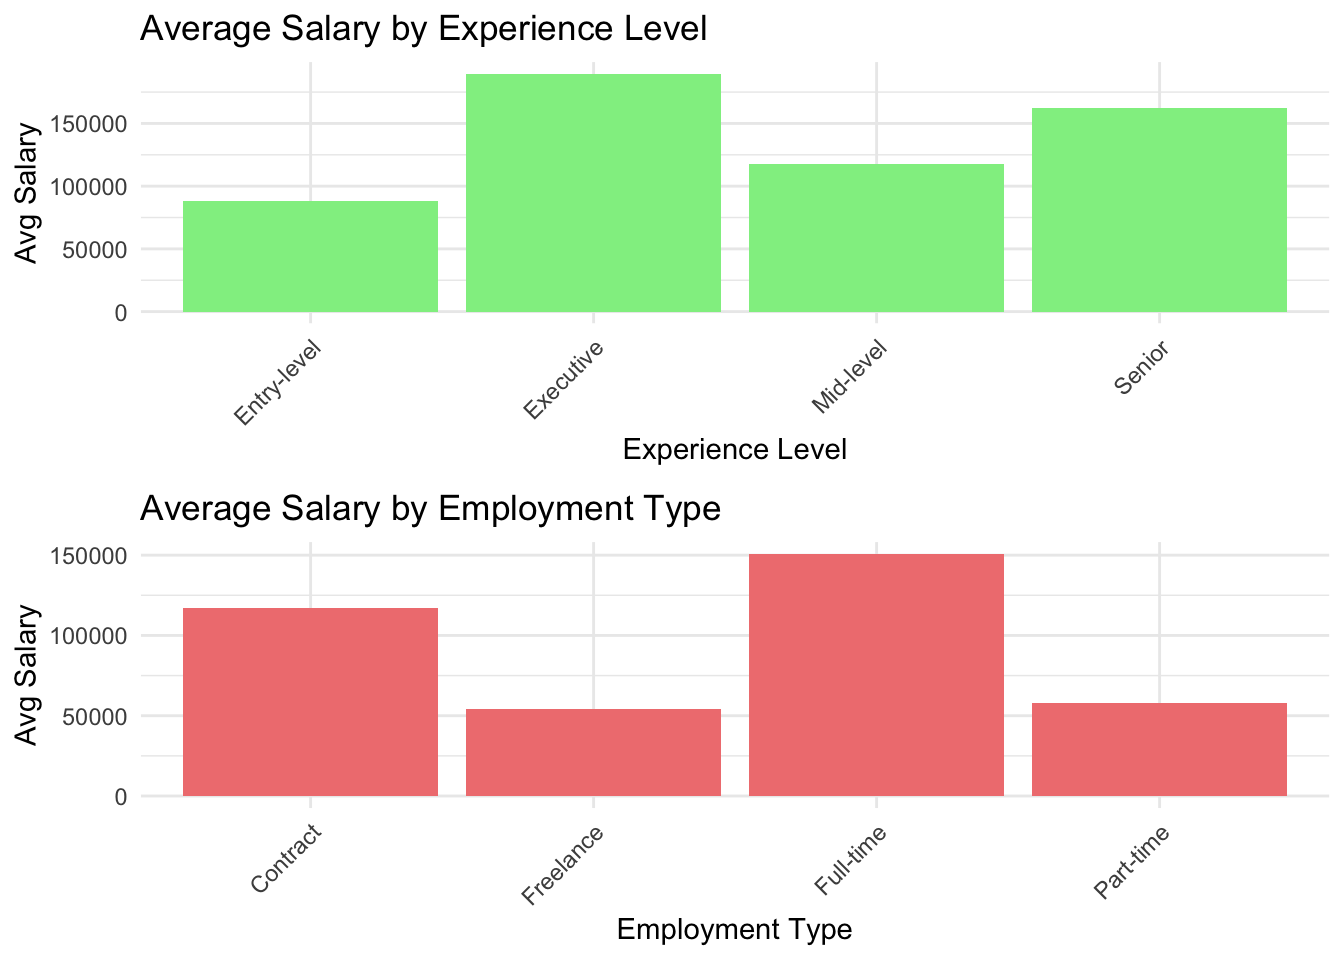 Average Salary by Experience Level
Avg Salary
150000
100000
50000
0
Entry-level
Executive
Mid-level
Senior
Experience Level
Average Salary by Employment Type
Avg Salary
150000
100000
50000
0
Contract
Freelance
Full-time
Part-time
Employment Type